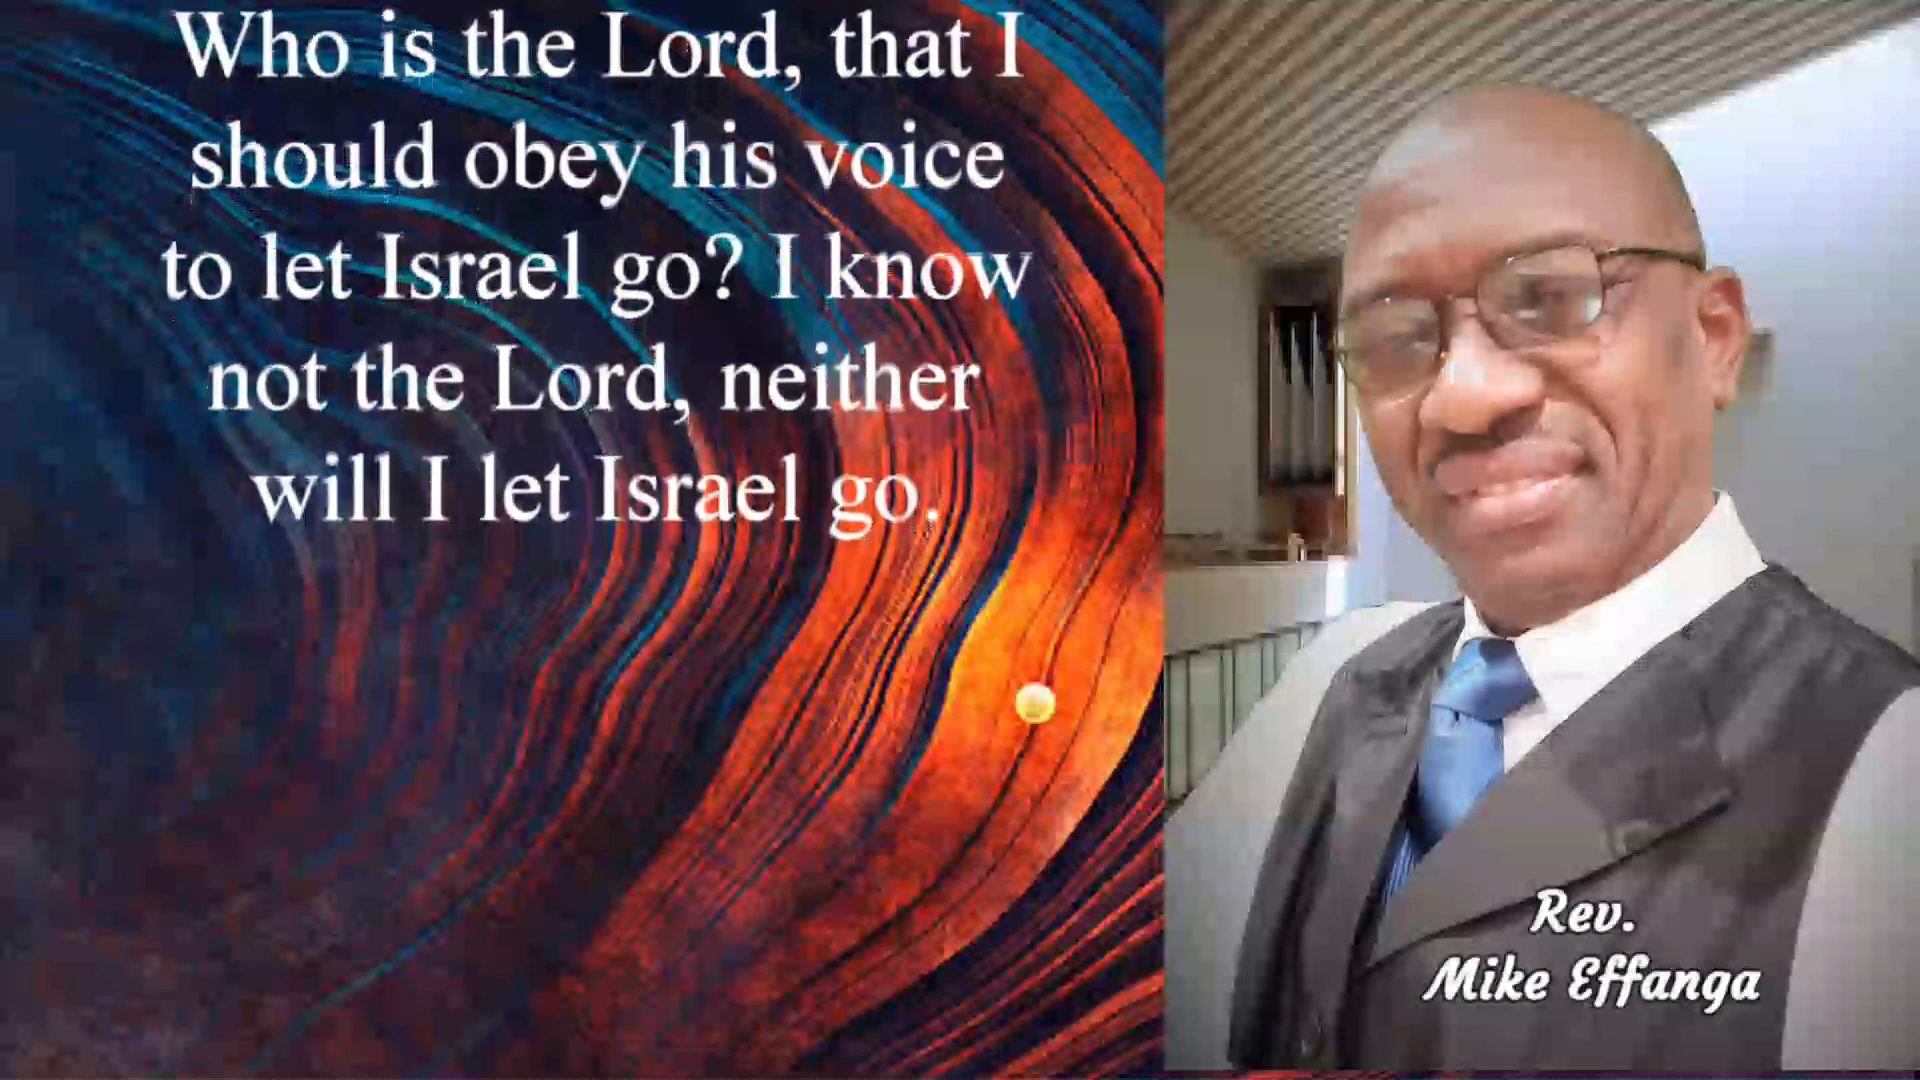 Who is the Lord, that I
should obey his voice
to let Israel go? I know
not the Lord, neither
will I let Israel go.
Rev.
Mike Effanga